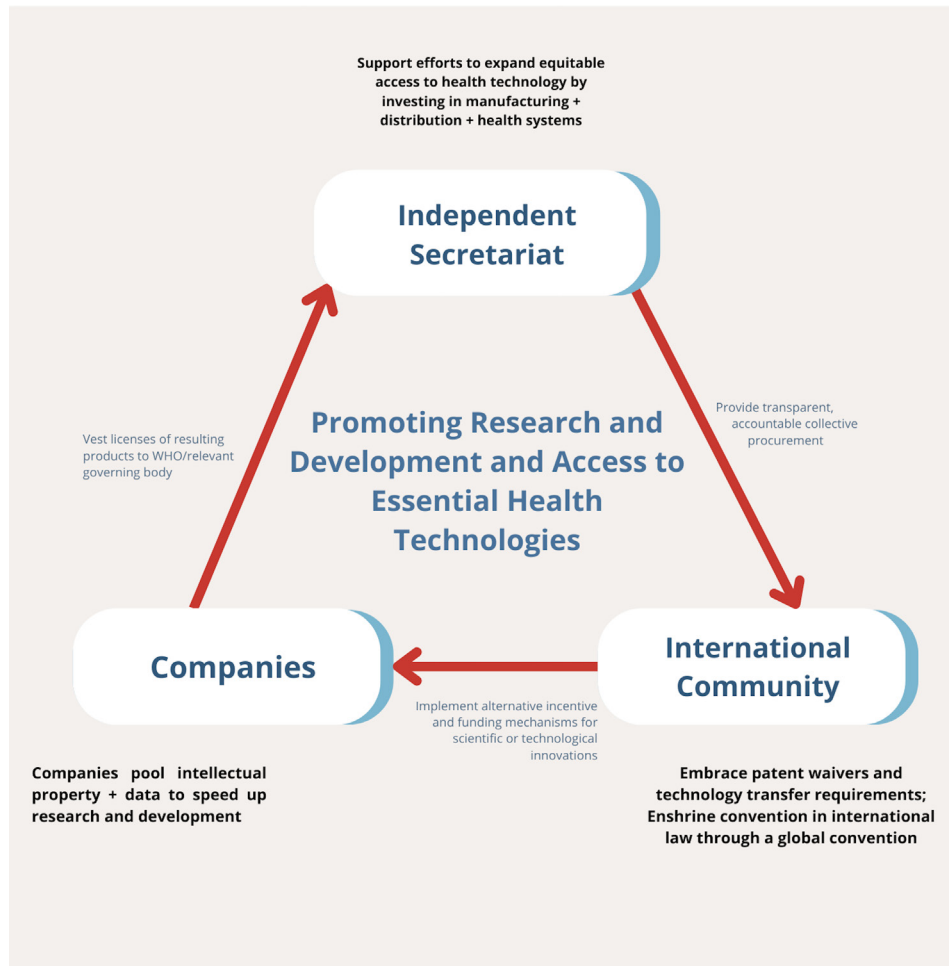 Support efforts to expand equitable
access to health technology by
investing in manufacturing +
distribution + health systems
Independent
Secretariat
Promoting Research and
Development and Access to
Essential Health
Technologies
Provide transparent,
accountable collective
procurement
Vest licenses of resulting
products to WHO/relevant
governing body
Companies
International
Community
Implement alternative incentive
and funding mechanisms for
scientific or technological
innovations
Companies pool intellectual
property + data to speed up
research and development
Embrace patent waivers and
technology transfer requirements;
Enshrine convention in international
law through a global convention